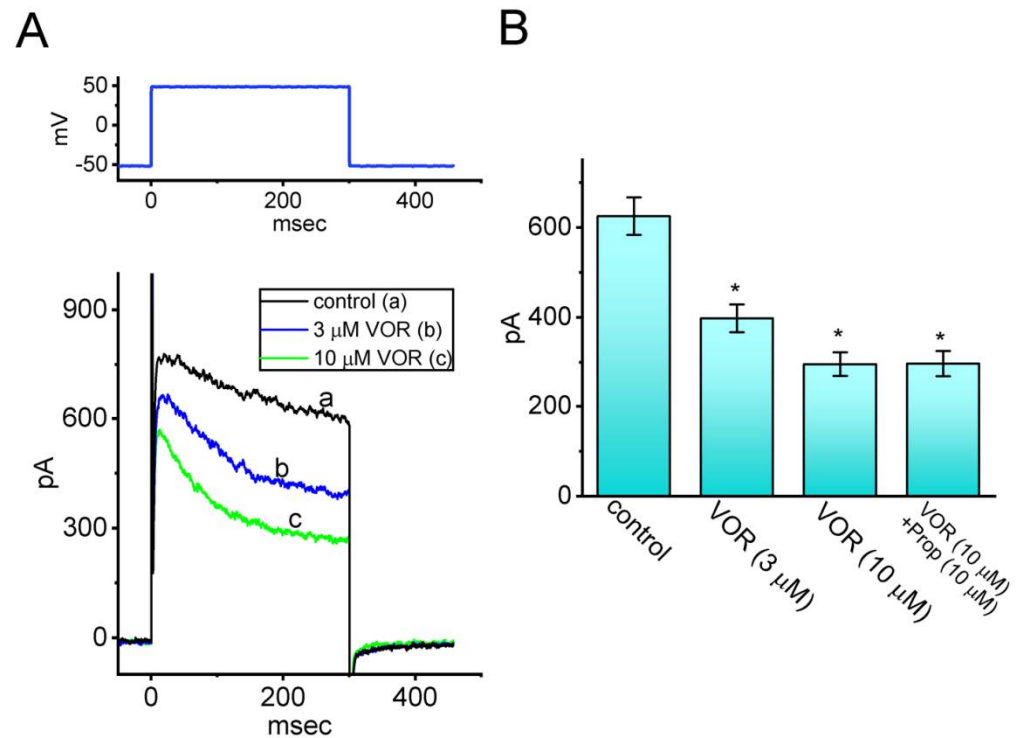 A
50
0
-50
mV
0 200 400
msec
900
600
300
0
pA
control (a)
3 μM VOR (b)
10 μM VOR (c)
a
b
c
0 200 400
msec
B
600
400
200
0
pA
*
*
*
control
VOR (3 μM)
VOR (10 μM)
VOR (10 μM)
+Prop (10 μM)